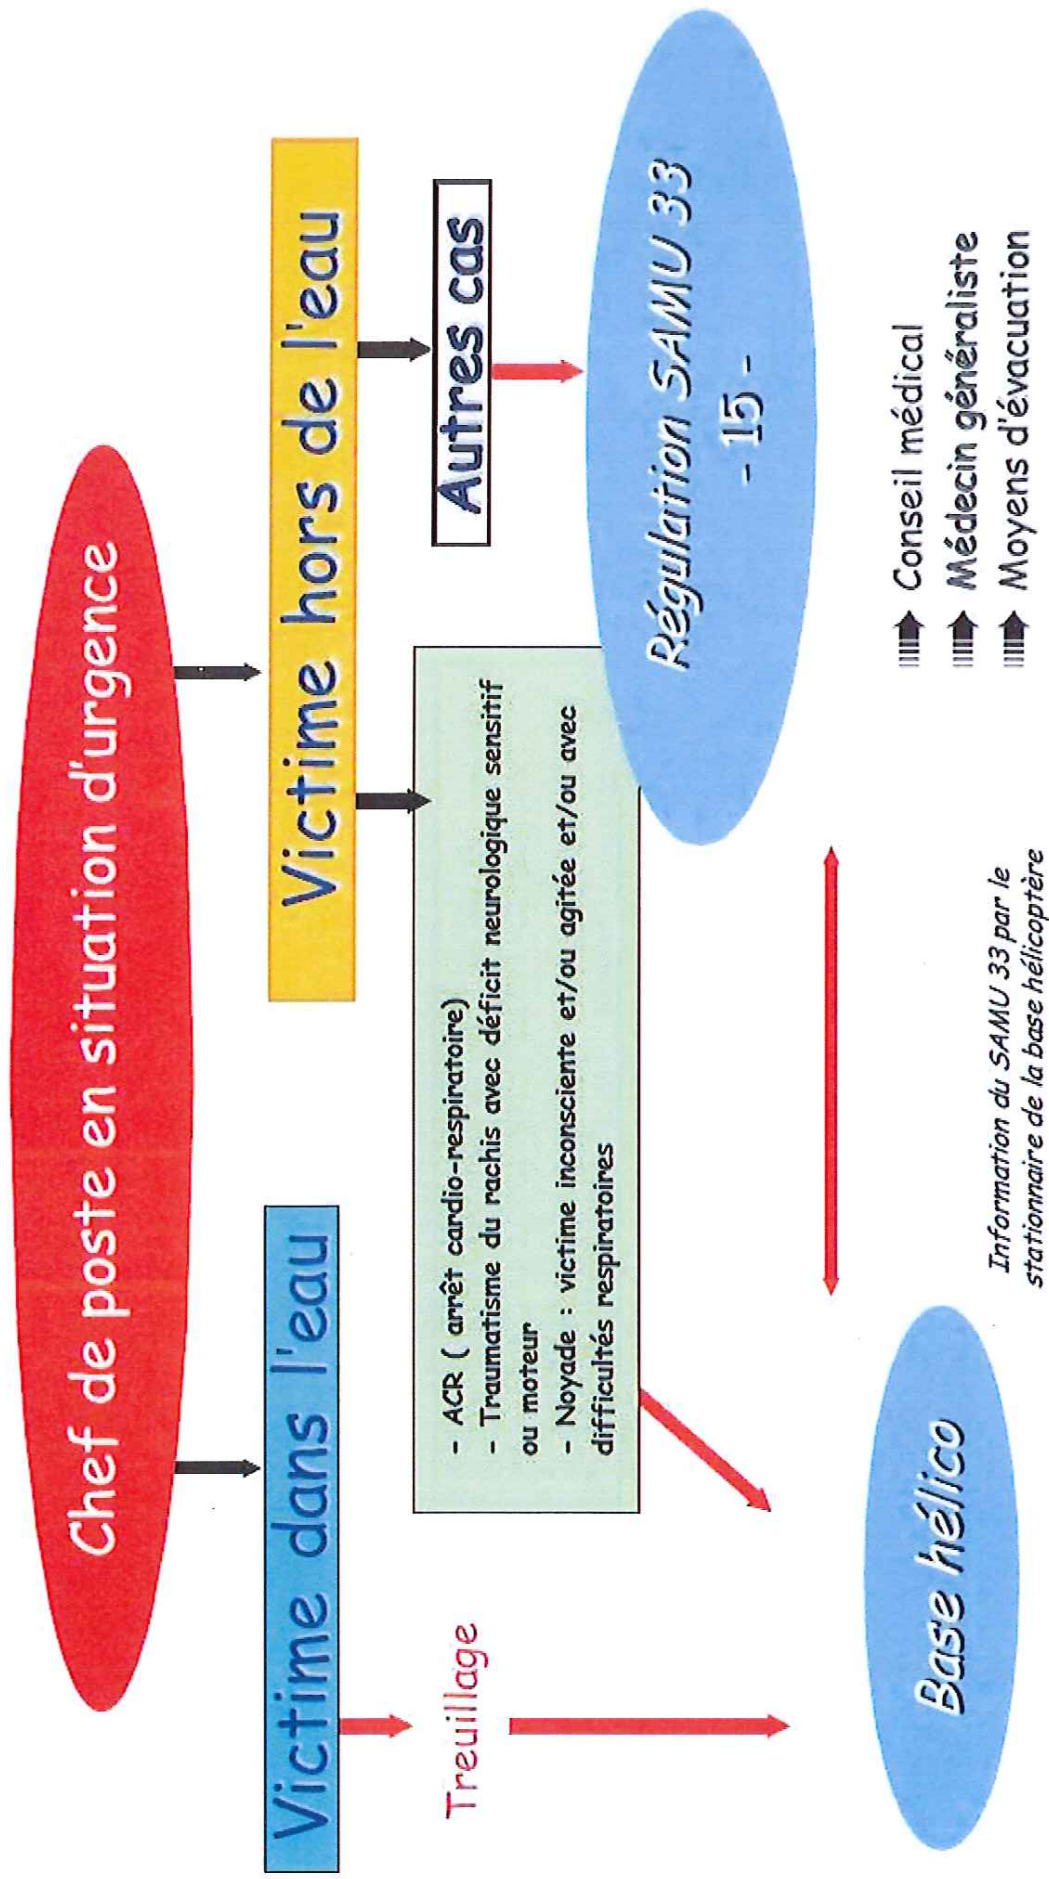 Chef de poste en situation d'urgence
Victime dans l'eau
Victime hors de l'eau
Treuillage
- ACR ( arrêt cardio-respiratoire)
- Traumatisme du rachis avec déficit neurologique sensitif
ou moteur
- Noyade : victime inconsciente et/ou agitée et/ou avec
difficultés respiratoires
Autres cas
Régulation SAMU 33
- 15 -
Base hélico
Information du SAMU 33 par le
stationnaire de la base hélicoptère
Conseil médical
Médecin généraliste
Moyens d'évacuation